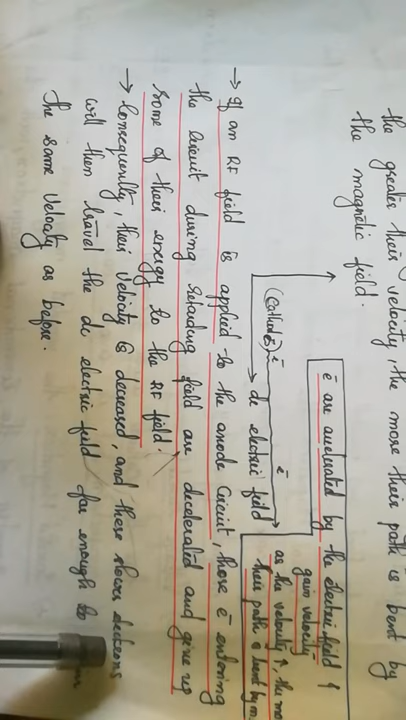 the greater their velocity, the more their path is bent by
the magnetic field.
ē are accelerated by the electric field &
gain velocity
as the velocity ↑, the mo
their path is bent by m
(cathode) ē
ē
→ dc electric field
→ If an RF field is applied to the anode circuit, those ē entering
the circuit during retarding field are decelerated and give up
some of their energy to the RF field.
→ Consequently, their velocity is decreased, and these slower electrons
will then travel the dc electric field far enough to
the same velocity as before.